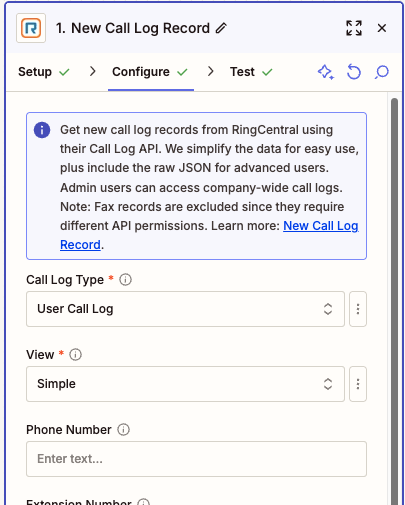 1. New Call Log Record
Setup
Configure
Test
Get new call log records from RingCentral using
their Call Log API. We simplify the data for easy use,
plus include the raw JSON for advanced users.
Admin users can access company-wide call logs.
Note: Fax records are excluded since they require
different API permissions. Learn more: New Call Log
Record.
Call Log Type *
User Call Log
View *
Simple
Phone Number
Enter text...
Extension Number